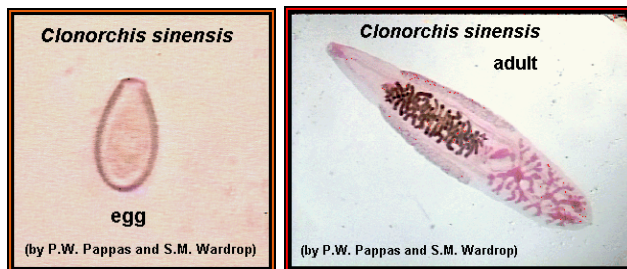 Clonorchis sinensis
egg
(by P.W. Pappas and S.M. Wardrop)
Clonorchis sinensis
adult
(by P.W. Pappas and S.M. Wardrop)